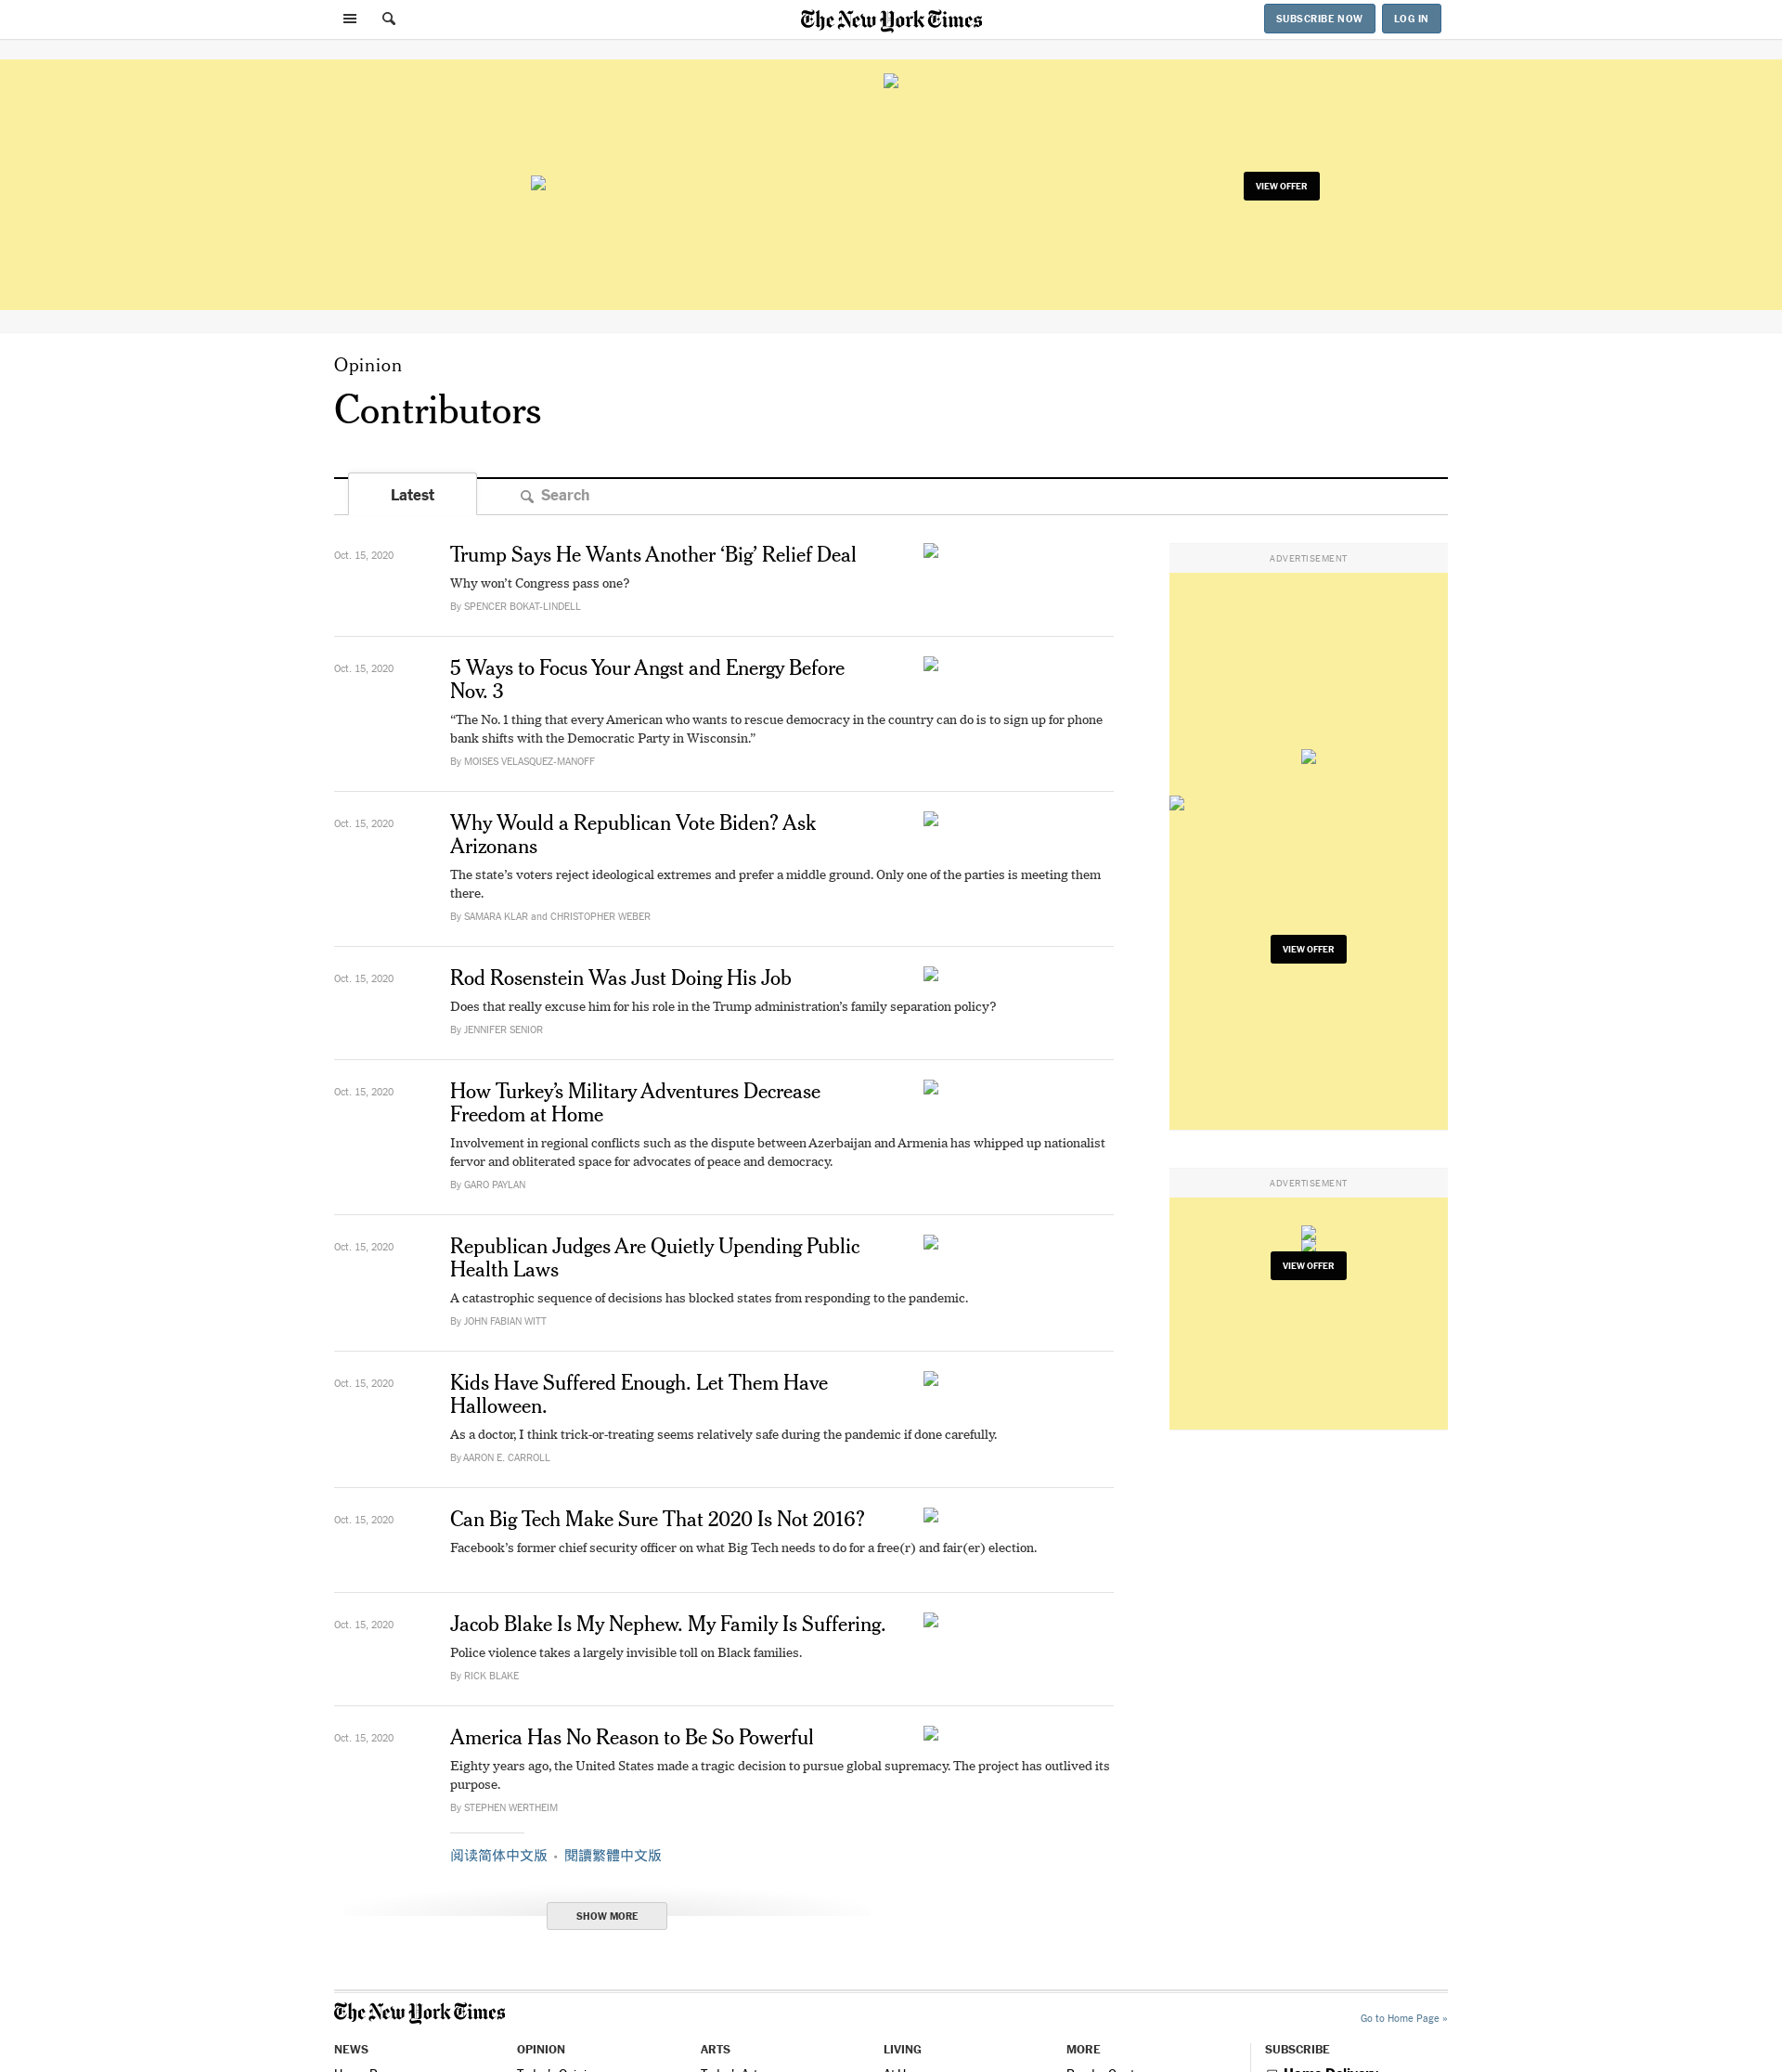 The New York Times
SUBSCRIBE NOW
LOG IN
VIEW OFFER
Opinion
Contributors
Latest
Search
Oct. 15, 2020
Trump Says He Wants Another ‘Big’ Relief Deal
Why won’t Congress pass one?
By SPENCER BOKAT-LINDELL
Oct. 15, 2020
5 Ways to Focus Your Angst and Energy Before
Nov. 3
“The No. 1 thing that every American who wants to rescue democracy in the country can do is to sign up for phone
bank shifts with the Democratic Party in Wisconsin.”
By MOISES VELASQUEZ-MANOFF
Oct. 15, 2020
Why Would a Republican Vote Biden? Ask
Arizonans
The state’s voters reject ideological extremes and prefer a middle ground. Only one of the parties is meeting them
there.
By SAMARA KLAR and CHRISTOPHER WEBER
Oct. 15, 2020
Rod Rosenstein Was Just Doing His Job
Does that really excuse him for his role in the Trump administration’s family separation policy?
By JENNIFER SENIOR
Oct. 15, 2020
How Turkey’s Military Adventures Decrease
Freedom at Home
Involvement in regional conflicts such as the dispute between Azerbaijan and Armenia has whipped up nationalist
fervor and obliterated space for advocates of peace and democracy.
By GARO PAYLAN
Oct. 15, 2020
Republican Judges Are Quietly Upending Public
Health Laws
A catastrophic sequence of decisions has blocked states from responding to the pandemic.
By JOHN FABIAN WITT
Oct. 15, 2020
Kids Have Suffered Enough. Let Them Have
Halloween.
As a doctor, I think trick-or-treating seems relatively safe during the pandemic if done carefully.
By AARON E. CARROLL
Oct. 15, 2020
Can Big Tech Make Sure That 2020 Is Not 2016?
Facebook’s former chief security officer on what Big Tech needs to do for a free(r) and fair(er) election.
Oct. 15, 2020
Jacob Blake Is My Nephew. My Family Is Suffering.
Police violence takes a largely invisible toll on Black families.
By RICK BLAKE
Oct. 15, 2020
America Has No Reason to Be So Powerful
Eighty years ago, the United States made a tragic decision to pursue global supremacy. The project has outlived its
purpose.
By STEPHEN WERTHEIM
阅读简体中文版 • 閱讀繁體中文版
SHOW MORE
ADVERTISEMENT
VIEW OFFER
ADVERTISEMENT
VIEW OFFER
The New York Times
Go to Home Page »
NEWS
OPINION
ARTS
LIVING
MORE
SUBSCRIBE